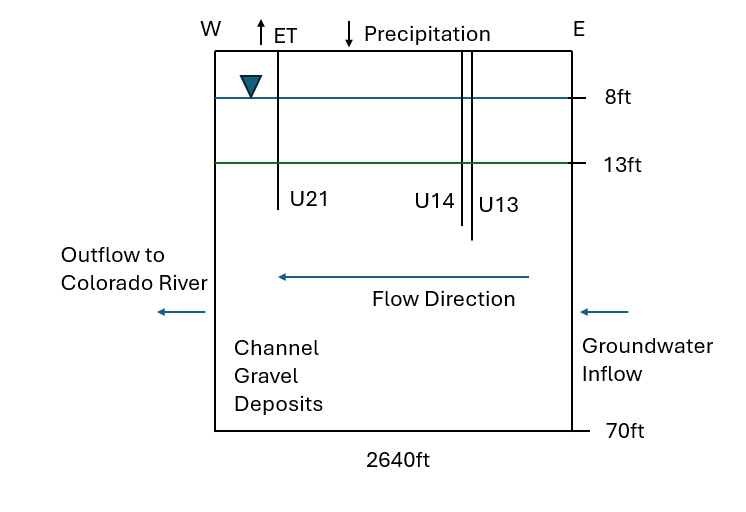 W
ET
Precipitation
E
8ft
13ft
U21
U14
U13
Outflow to
Colorado River
Flow Direction
Channel
Gravel
Deposits
Groundwater
Inflow
70ft
2640ft